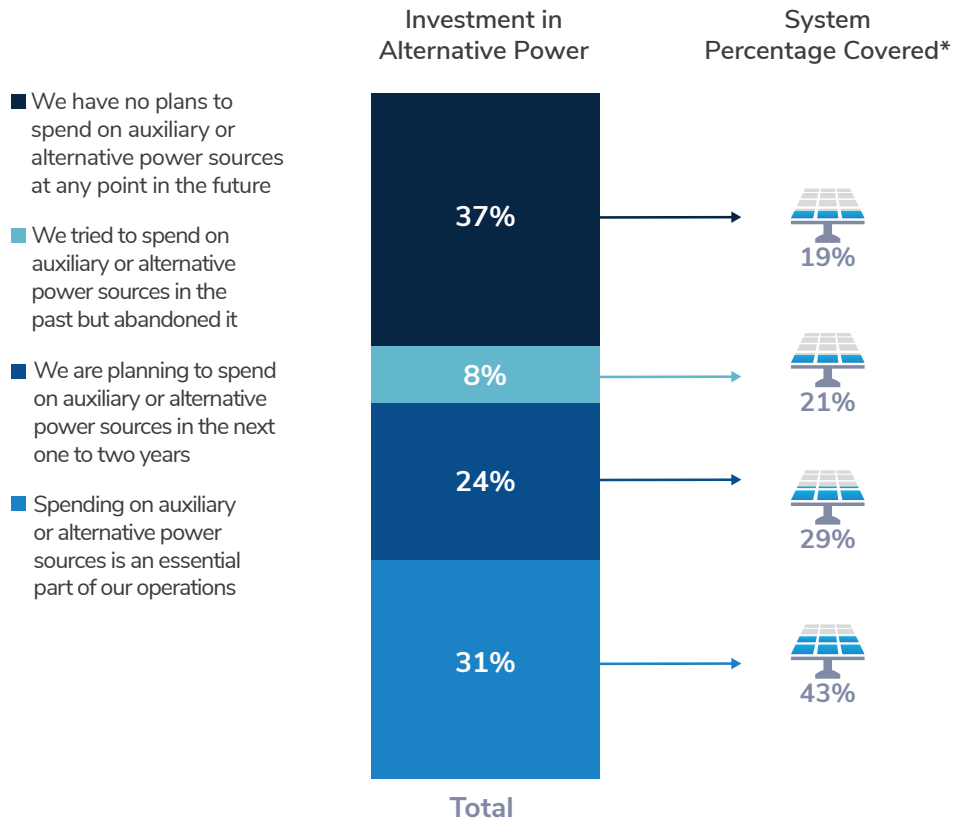 Investment in
Alternative Power
System
Percentage Covered*
We have no plans to
spend on auxiliary or
alternative power sources
at any point in the future
We tried to spend on
auxiliary or alternative
power sources in the
past but abandoned it
We are planning to spend
on auxiliary or alternative
power sources in the next
one to two years
Spending on auxiliary
or alternative power
sources is an essential
part of our operations
37%
19%
8%
21%
24%
29%
31%
43%
Total